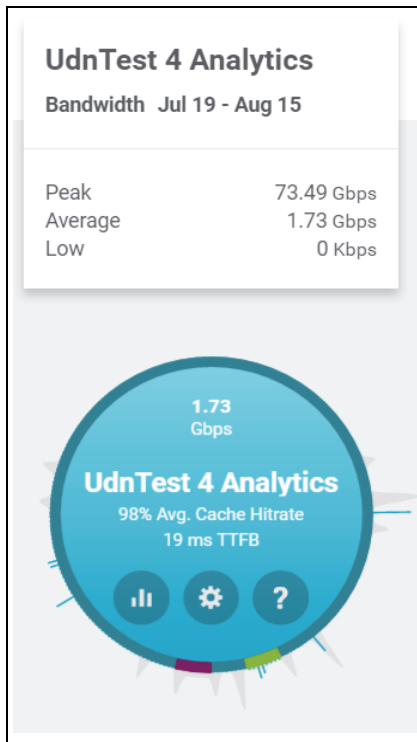 UdnTest 4 Analytics
Bandwidth Jul 19 - Aug 15
Peak 73.49 Gbps
Average 1.73 Gbps
Low 0 Kbps
1.73
Gbps
UdnTest 4 Analytics
98% Avg. Cache Hitrate
19 ms TTFB
?